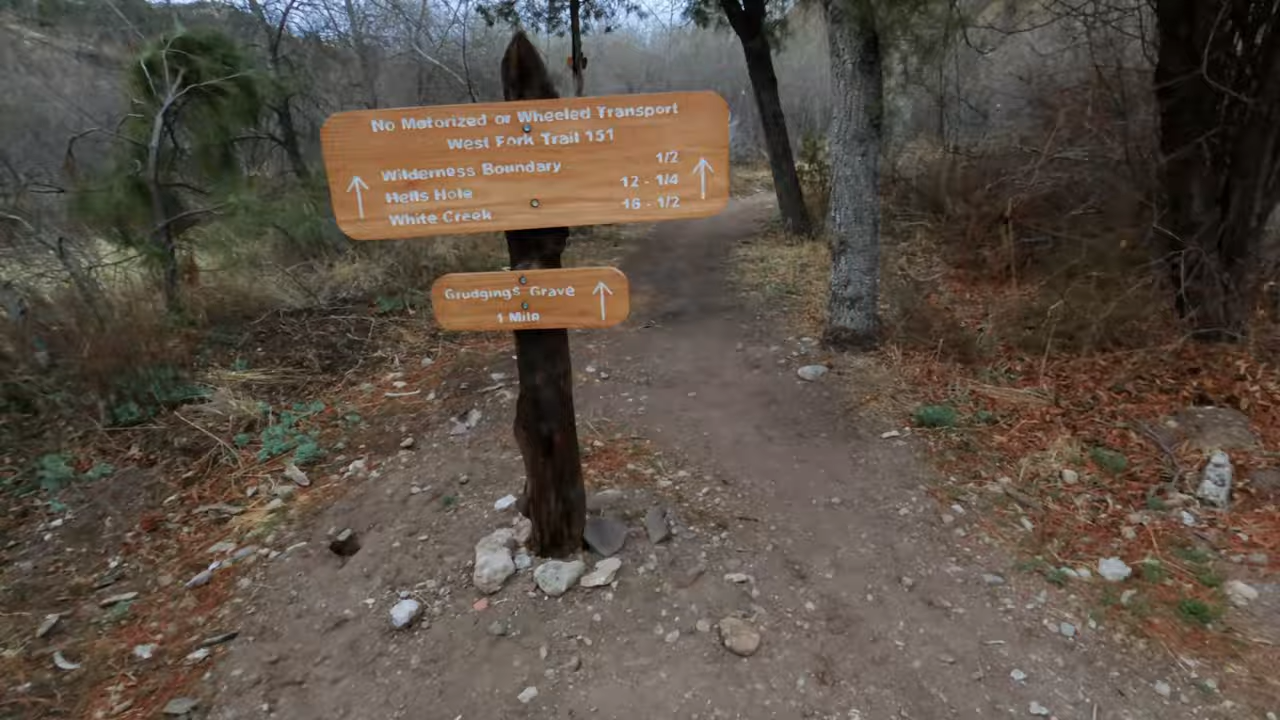 No Motorized or Wheeled Transport
West Fork Trail 151
Wilderness Boundary 1/2
Hells Hole 12 - 1/4
White Creek 16 - 1/2
Grudgings Grave
1 Mile